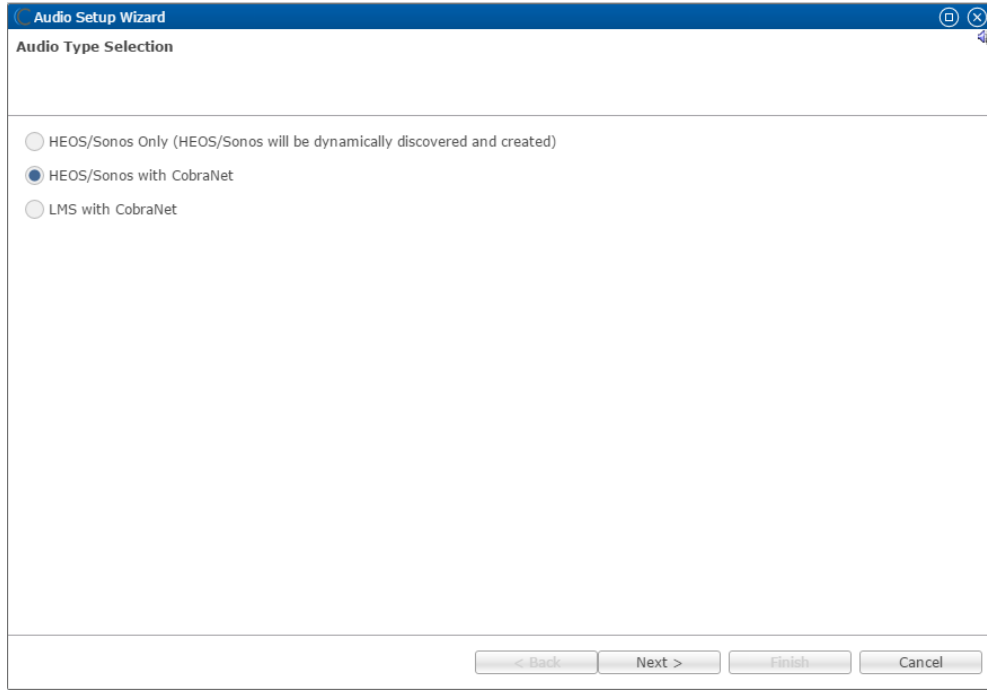 Audio Setup Wizard
Audio Type Selection
HEOS/Sonos Only (HEOS/Sonos will be dynamically discovered and created)
HEOS/Sonos with CobraNet
LMS with CobraNet
< Back Next > Finish Cancel